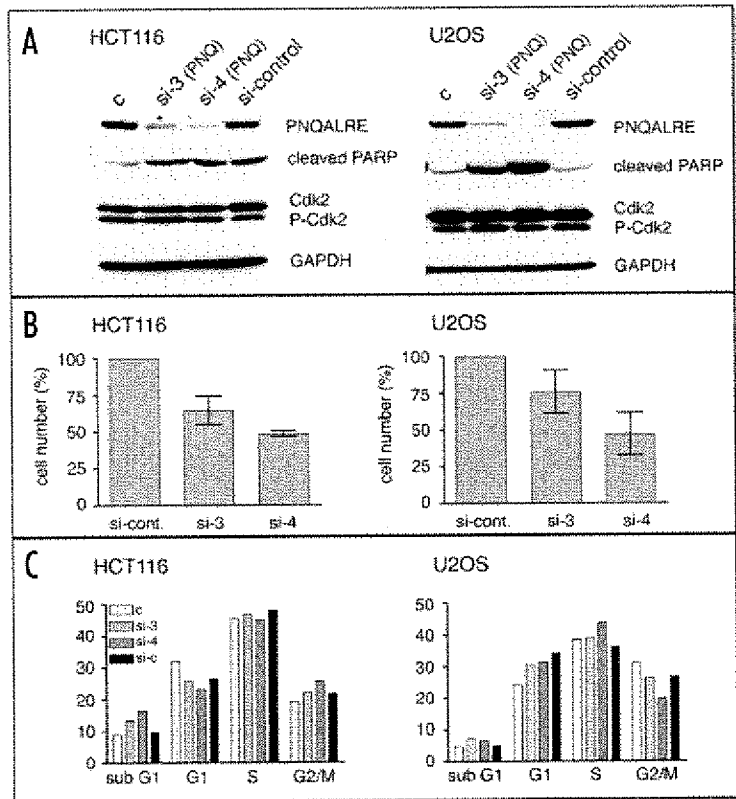 A
HCT116
c
si-3 (PNQ)
si-4 (PNQ)
si-control
PNQALRE
cleaved PARP
Cdk2
P-Cdk2
GAPDH
U2OS
c
si-3 (PNQ)
si-4 (PNQ)
si-control
PNQALRE
cleaved PARP
Cdk2
P-Cdk2
GAPDH
B
HCT116
cell number (%)
100
75
50
25
0
si-cont.
si-3
si-4
U2OS
cell number (%)
100
75
50
25
0
si-cont.
si-3
si-4
C
HCT116
50
40
30
20
10
0
c
si-3
si-4
si-c
sub G1
G1
S
G2/M
U2OS
50
40
30
20
10
0
sub G1
G1
S
G2/M